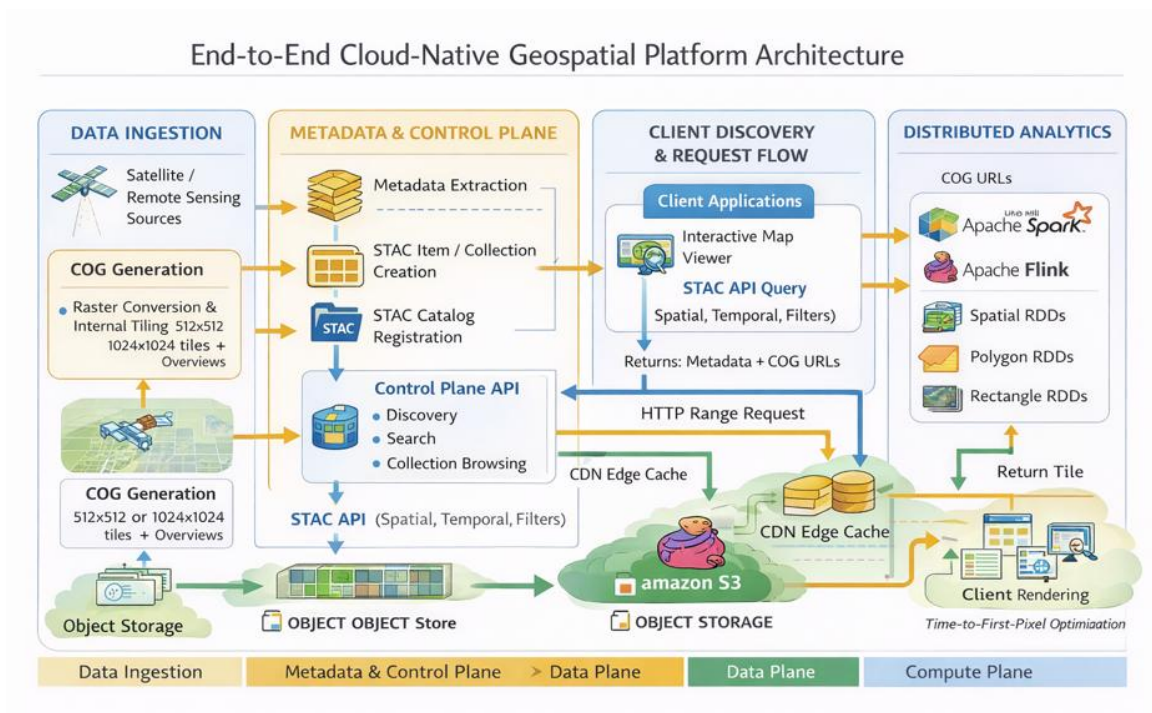 End-to-End Cloud-Native Geospatial Platform Architecture
DATA INGESTION
Satellite /
Remote Sensing
Sources
COG Generation
• Raster Conversion &
Internal Tiling 512x512
1024x1024 tiles +
Overviews
COG Generation
512x512 or 1024x1024
tiles + Overviews
Object Storage
METADATA & CONTROL PLANE
Metadata Extraction
STAC Item / Collection
Creation
STAC
STAC Catalog
Registration
Control Plane API
• Discovery
• Search
• Collection Browsing
STAC API (Spatial, Temporal, Filters)
OBJECT OBJECT Store
CLIENT DISCOVERY
& REQUEST FLOW
Client Applications
Interactive Map
Viewer
STAC API Query
Spatial, Temporal, Filters)
Returns: Metadata + COG URLs
HTTP Range Request
CDN Edge Cache
CDN Edge Cache
amazon S3
OBJECT STORAGE
DISTRIBUTED ANALYTICS
COG URLs
Apache Spark
Apache Flink
Spatial RDDs
Polygon RDDs
Rectangle RDDs
Return Tile
Client Rendering
Time-to-First-Pixel Optimiaation
Data Ingestion
Metadata & Control Plane > Data Plane
Data Plane
Compute Plane